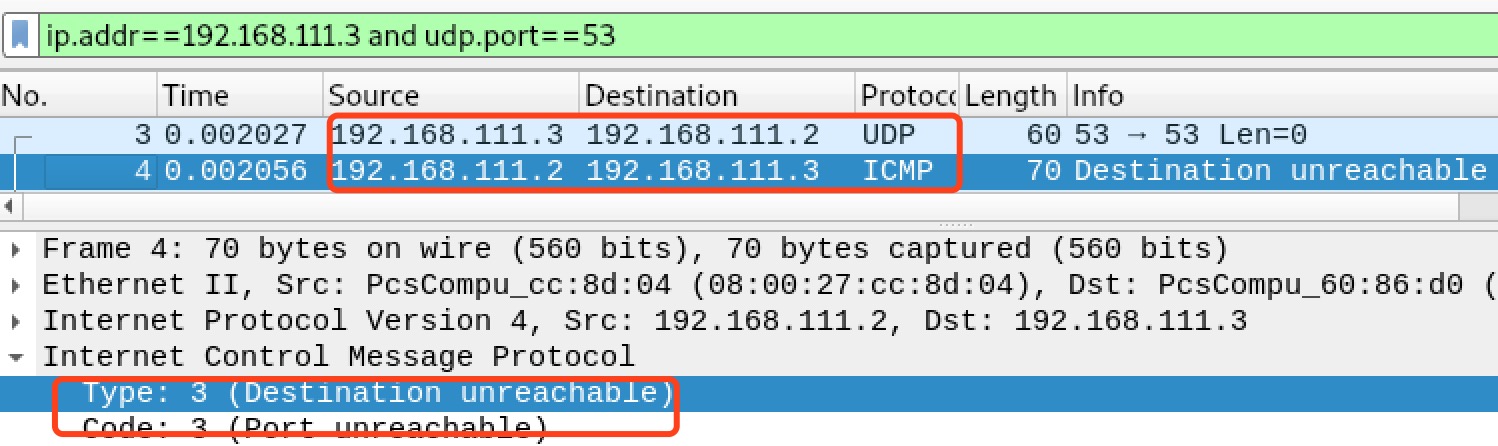 ip.addr==192.168.111.3 and udp.port==53
No. Time Source Destination Protoco Length Info
3 0.002027 192.168.111.3 192.168.111.2 UDP 60 53 → 53 Len=0
4 0.002056 192.168.111.2 192.168.111.3 ICMP 70 Destination unreachable
Frame 4: 70 bytes on wire (560 bits), 70 bytes captured (560 bits)
Ethernet II, Src: PcsCompu_cc:8d:04 (08:00:27:cc:8d:04), Dst: PcsCompu_60:86:d0 (
Internet Protocol Version 4, Src: 192.168.111.2, Dst: 192.168.111.3
Internet Control Message Protocol
Type: 3 (Destination unreachable)
Code: 3 (Port unreachable)